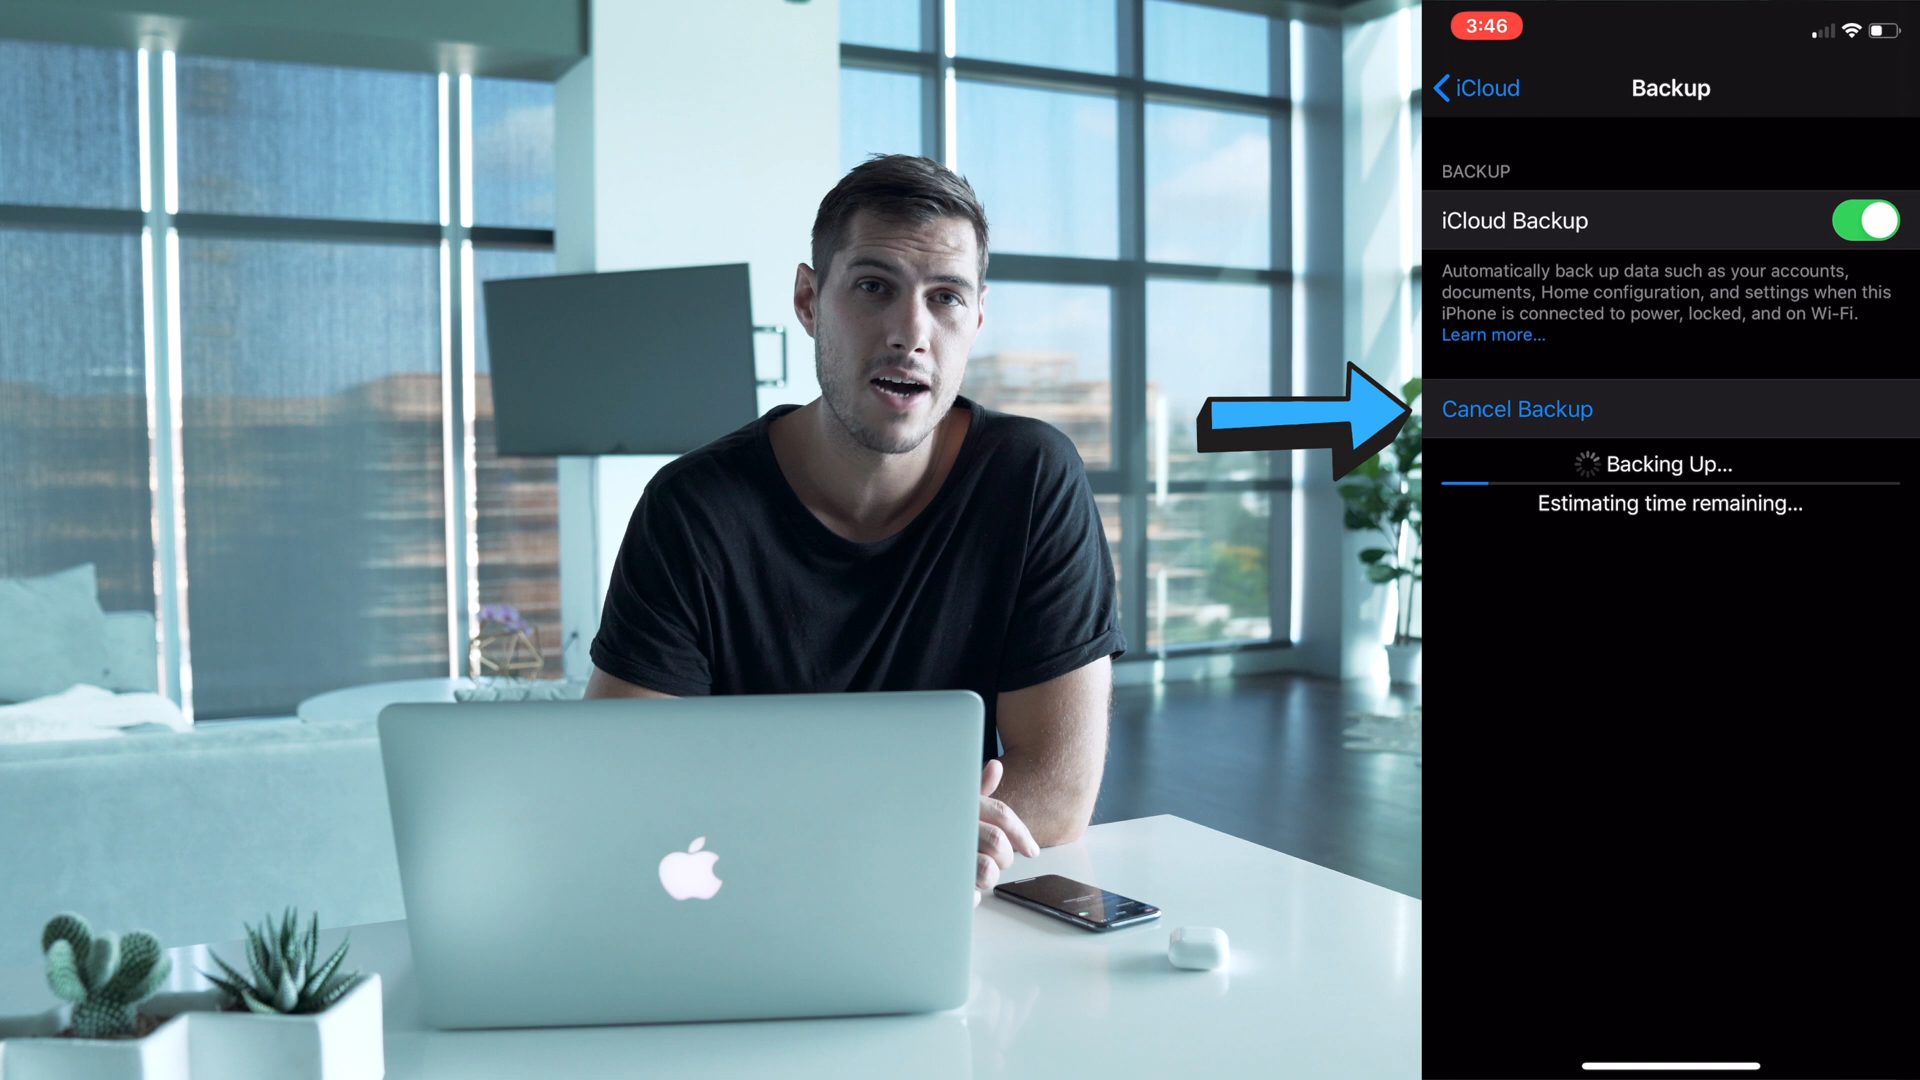 3:46
iCloud
Backup
BACKUP
iCloud Backup
Automatically back up data such as your accounts,
documents, Home configuration, and settings when this
iPhone is connected to power, locked, and on Wi-Fi.
Learn more...
Cancel Backup
Backing Up...
Estimating time remaining...